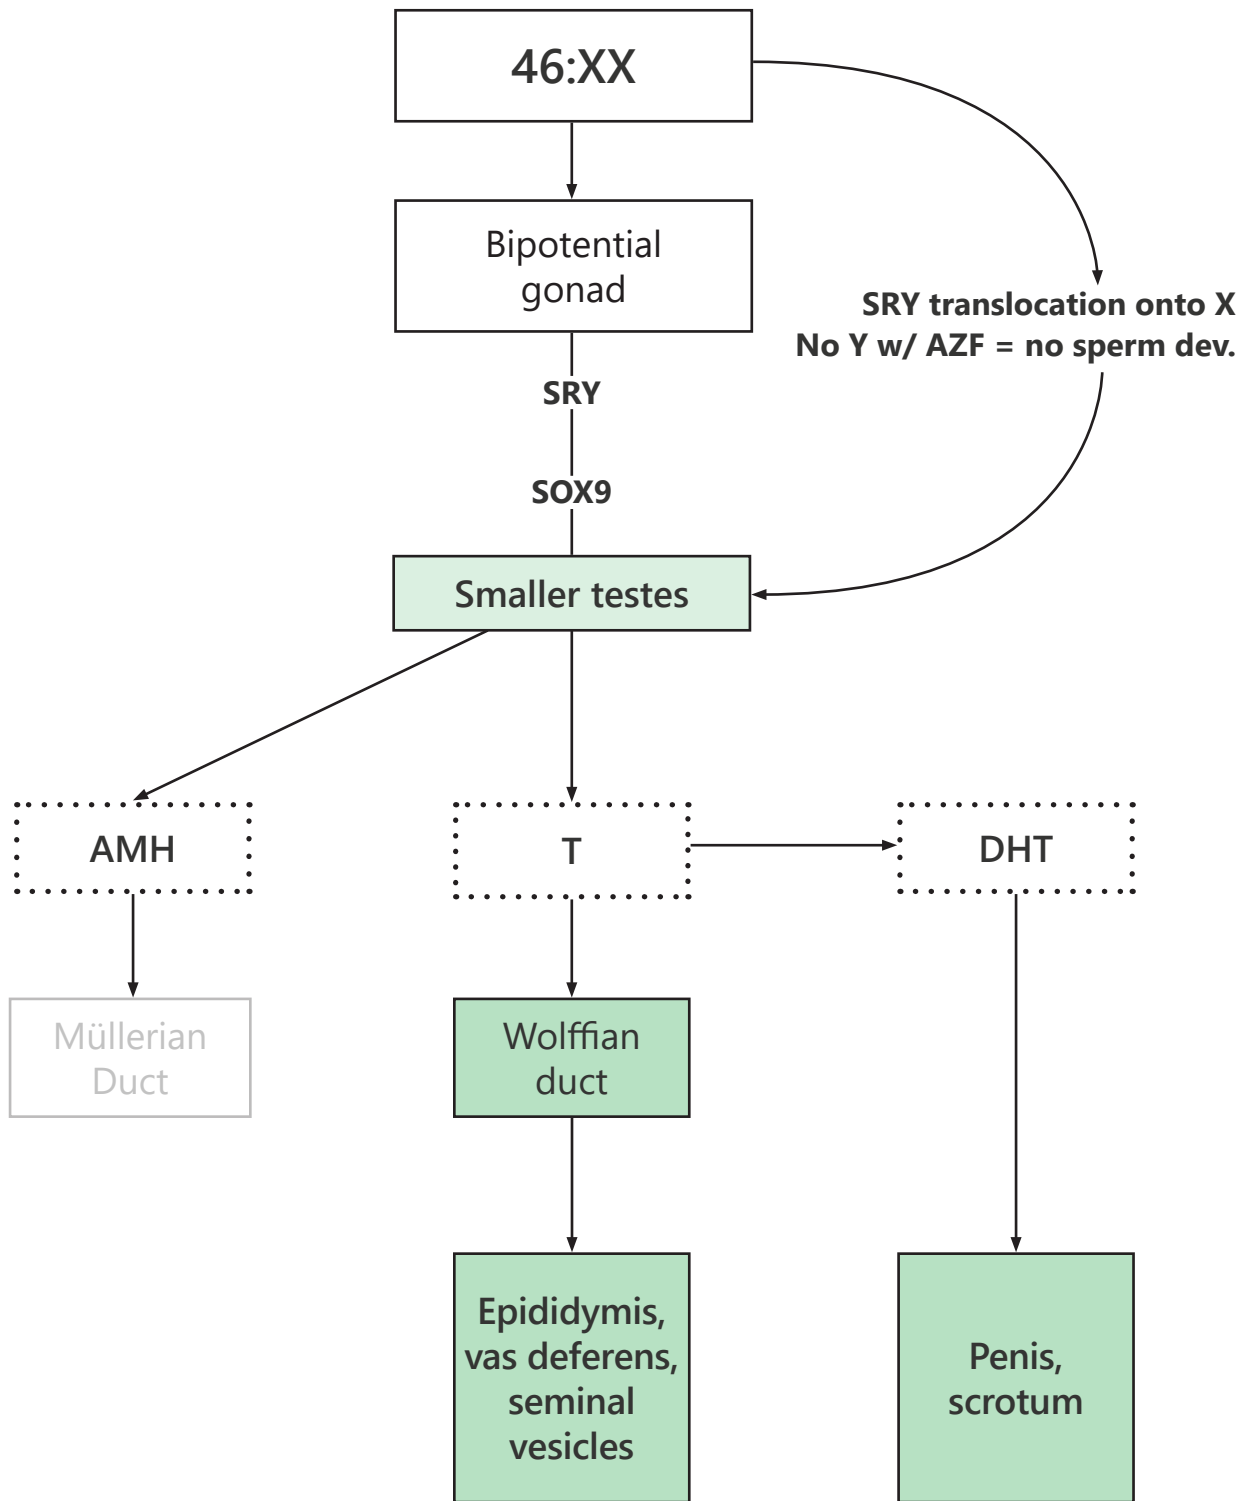 46:XX
Bipotential
gonad
SRY translocation onto X
No Y w/ AZF = no sperm dev.
SRY
SOX9
Smaller testes
AMH
T
DHT
Müllerian
Duct
Wolffian
duct
Epididymis,
vas deferens,
seminal
vesicles
Penis,
scrotum